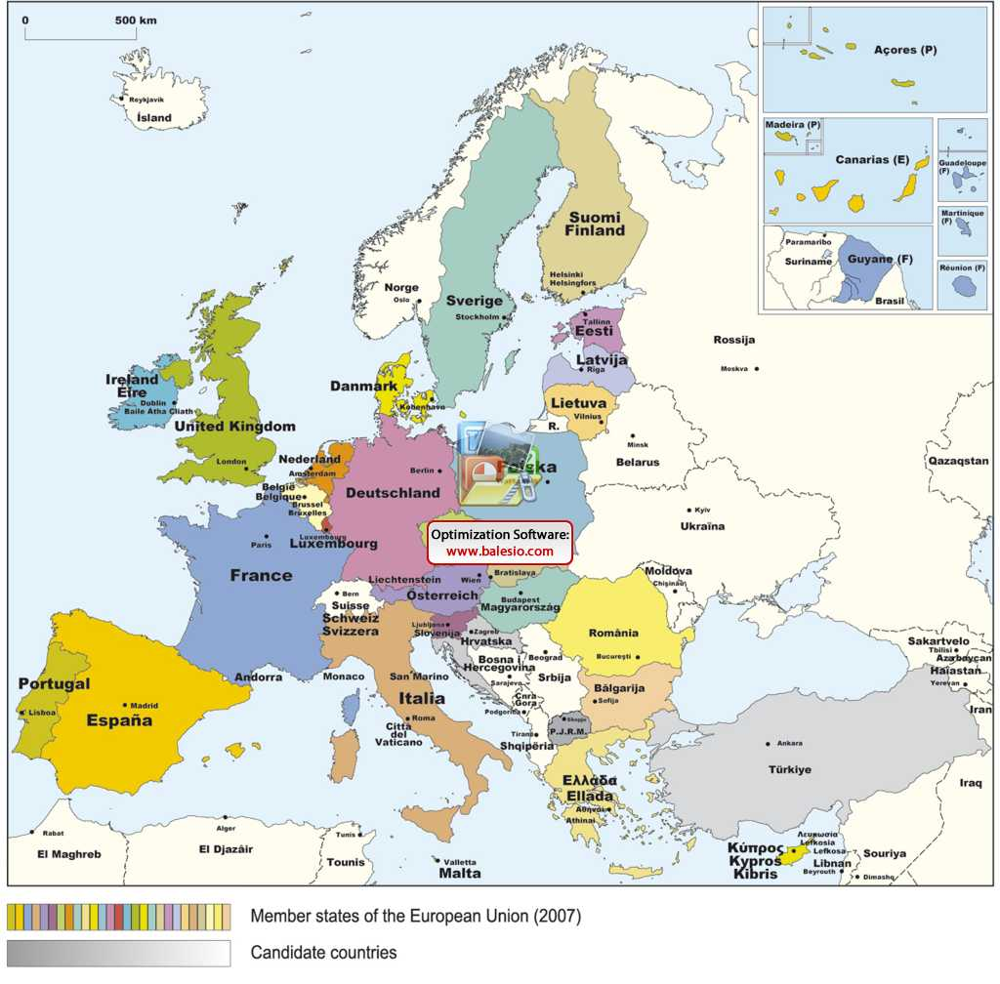 0 500 km
Reykjavik
Ísland
Açores (P)
Madeira (P)
Canarias (E)
Guadeloupe
(F)
Martinique
(F)
Paramaribo
Suriname
Guyane (F)
Brasil
Réunion (F)
Suomi
Finland
Helsinki
Helsingfors
Norge
Oslo
Sverige
Stockholm
Tallinn
Eesti
Latvija
Riga
Rossija
Moskva
Danmark
København
Lietuva
Vilnius
R.
Minsk
Belarus
Ireland
Éire
Dublin
Baile Atha Cliath
United Kingdom
London
Nederland
Amsterdam
België
Belgique
Brussel
Bruxelles
Luxembourg
Luxembourg
Berlin
Deutschland
Polska
Qazaqstan
Kyïv
Ukraïna
Optimization Software:
www.balesio.com
Paris
France
Liechtenstein
Wien
Österreich
Bratislava
Budapest
Magyarország
Moldova
Chişinău
Bern
Suisse
Schweiz
Svizzera
Ljubljana
Slovenija
Zagreb
Hrvatska
România
Bucureşti
Bosna i
Hercegovina
Sarajevo
Beograd
Srbija
Crna
Gora
Podgorica
Bălgarija
Sofija
Sakartvelo
Tbilisi
Azərbaycan
Haïastan
Yerevan
Iran
Portugal
Lisboa
Madrid
España
Andorra
Monaco
San Marino
Italia
Roma
Città
del
Vaticano
Skopje
P.J.R.M.
Tiranë
Shqipëria
Ankara
Türkiye
Ελλάδα
Ellada
Αθήναι
Athinai
Iraq
Rabat
El Maghreb
Alger
El Djazâir
Tunis
Tounis
Valletta
Malta
Κύπρος
Kypros
Kibris
Λευκωσία
Lefkosia
Lefkosa
Libnan
Beyrouth
Souriya
Dimashq
Member states of the European Union (2007)
Candidate countries